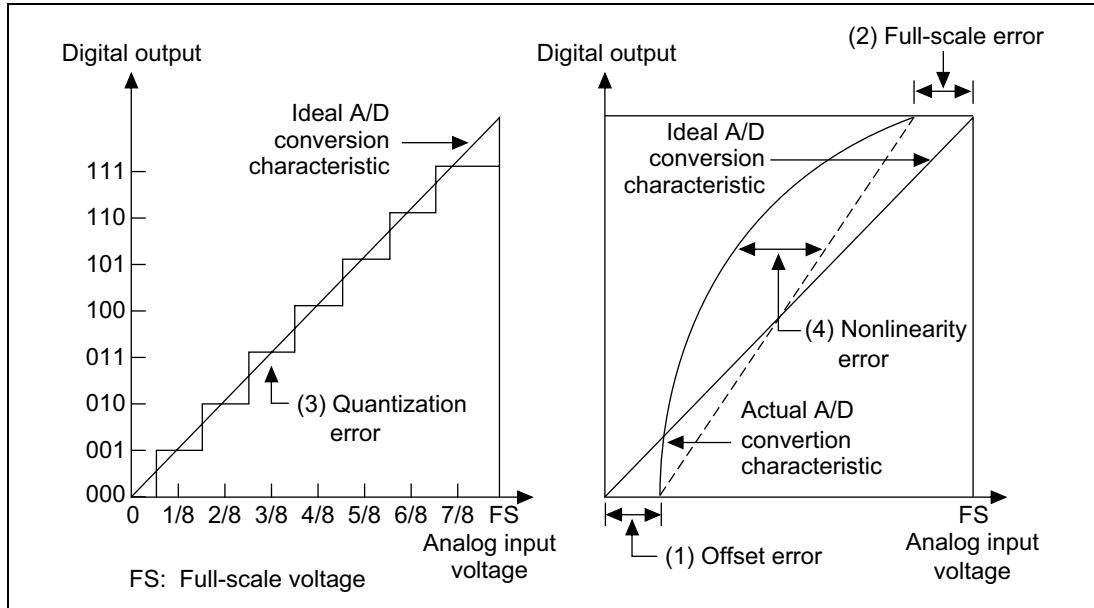 Digital output
Ideal A/D
conversion
characteristic
111
110
101
100
011
010
001
000
(3) Quantization
error
0
1/8
2/8
3/8
4/8
5/8
6/8
7/8
FS
Analog input
voltage
FS: Full-scale voltage
Digital output
(2) Full-scale error
Ideal A/D
conversion
characteristic
(4) Nonlinearity
error
Actual A/D
convertion
characteristic
FS
Analog input
voltage
(1) Offset error